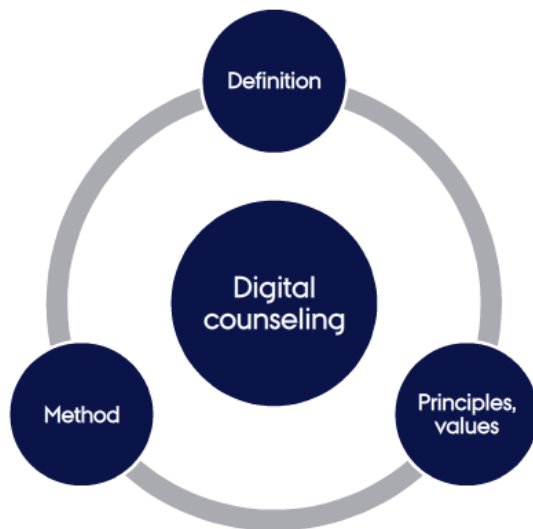 Definition
Digital
counseling
Method
Principles,
values